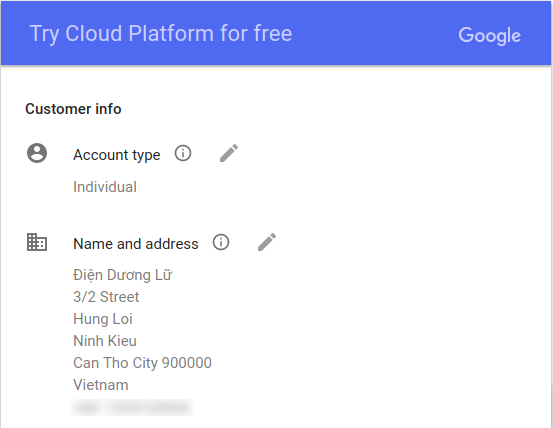 Try Cloud Platform for free
Google
Customer info
Account type
Individual
Name and address
Điện Dương Lữ
3/2 Street
Hung Loi
Ninh Kieu
Can Tho City 900000
Vietnam